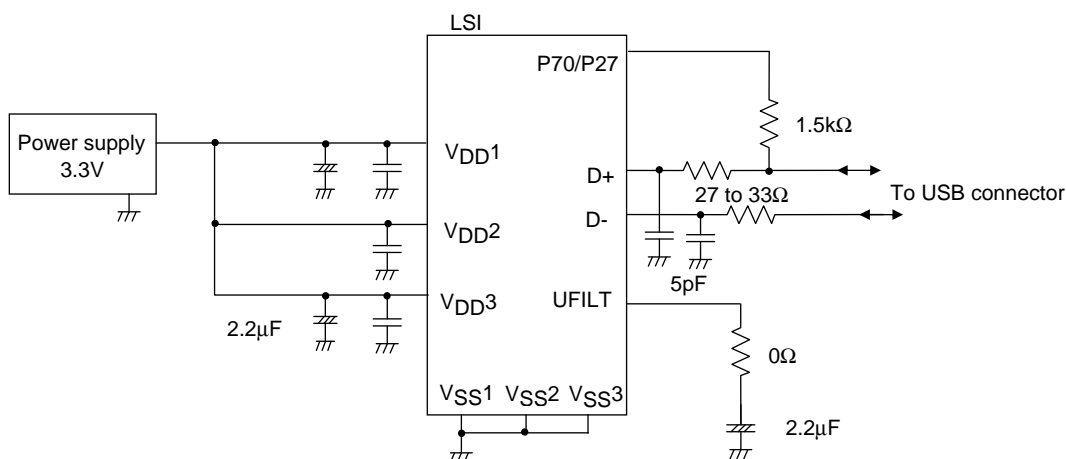 LSI
P70/P27
Power supply
3.3V
1.5kΩ
VDD1
D+
27 to 33Ω
To USB connector
D-
VDD2
5pF
UFILT
VDD3
2.2μF
0Ω
VSS1 VSS2 VSS3
2.2μF